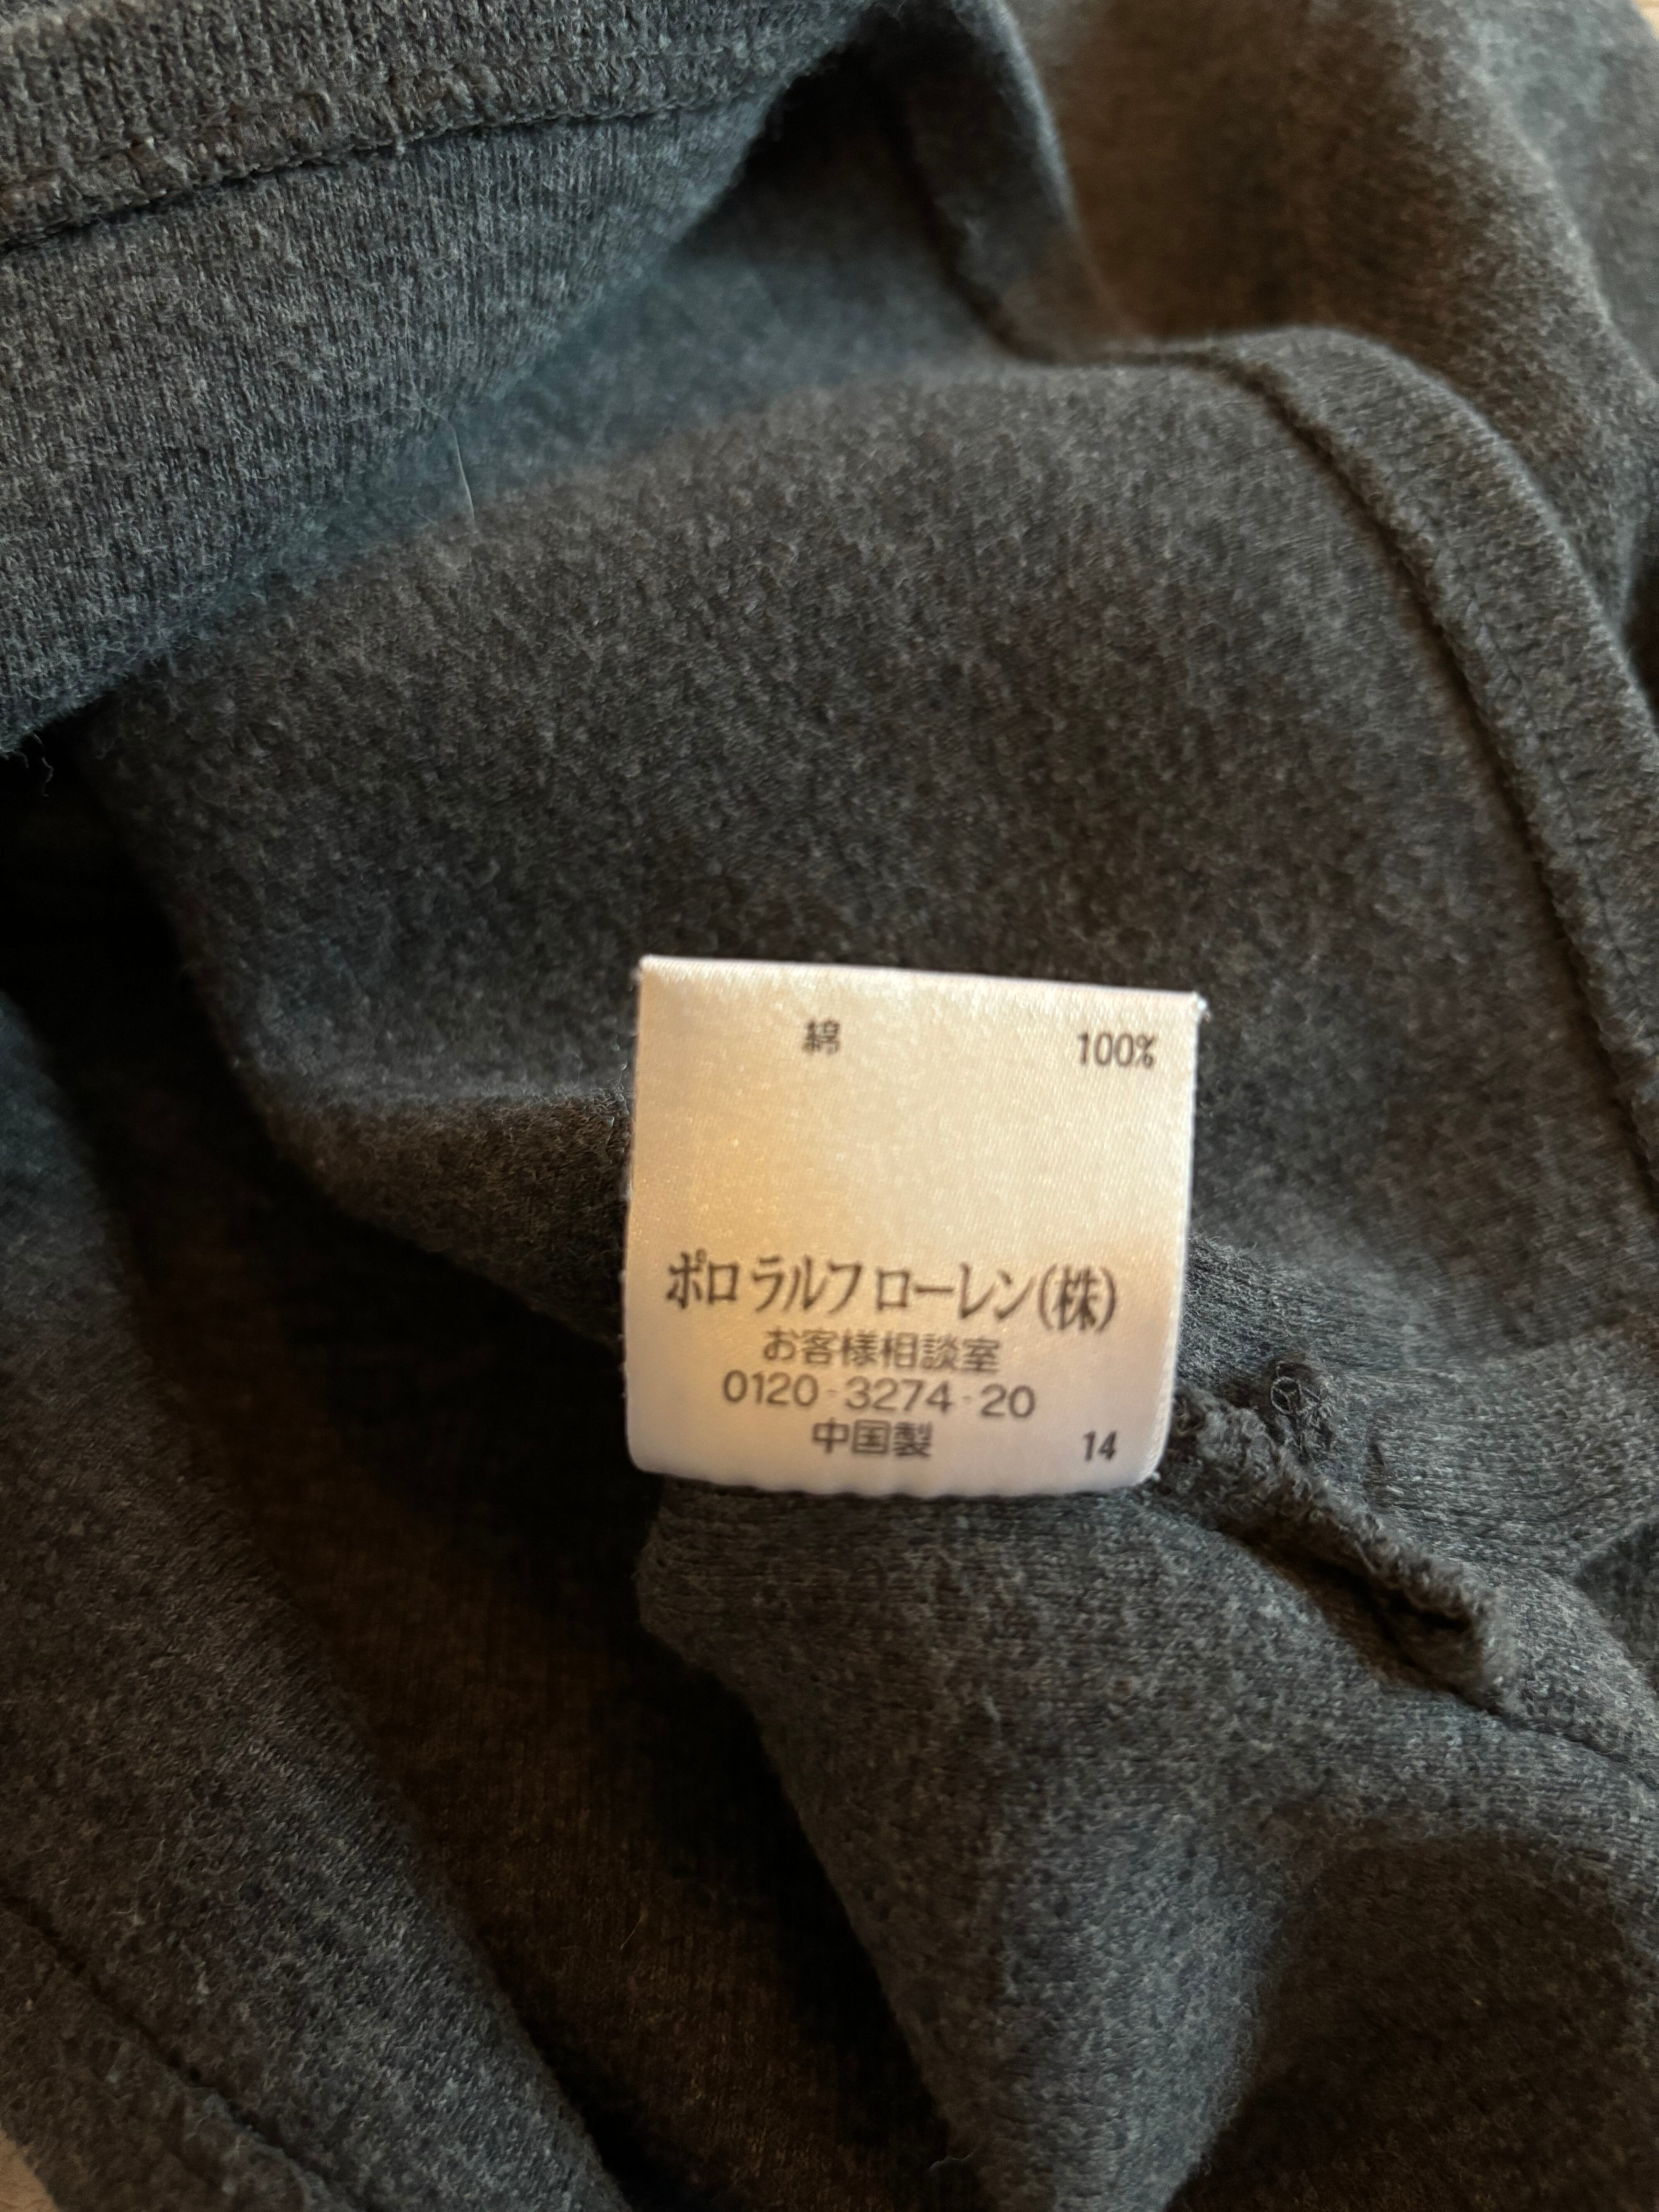 綿 100%
ポロ ラルフ ローレン(株)
お客様相談室
0120-3274-20
中国製 14